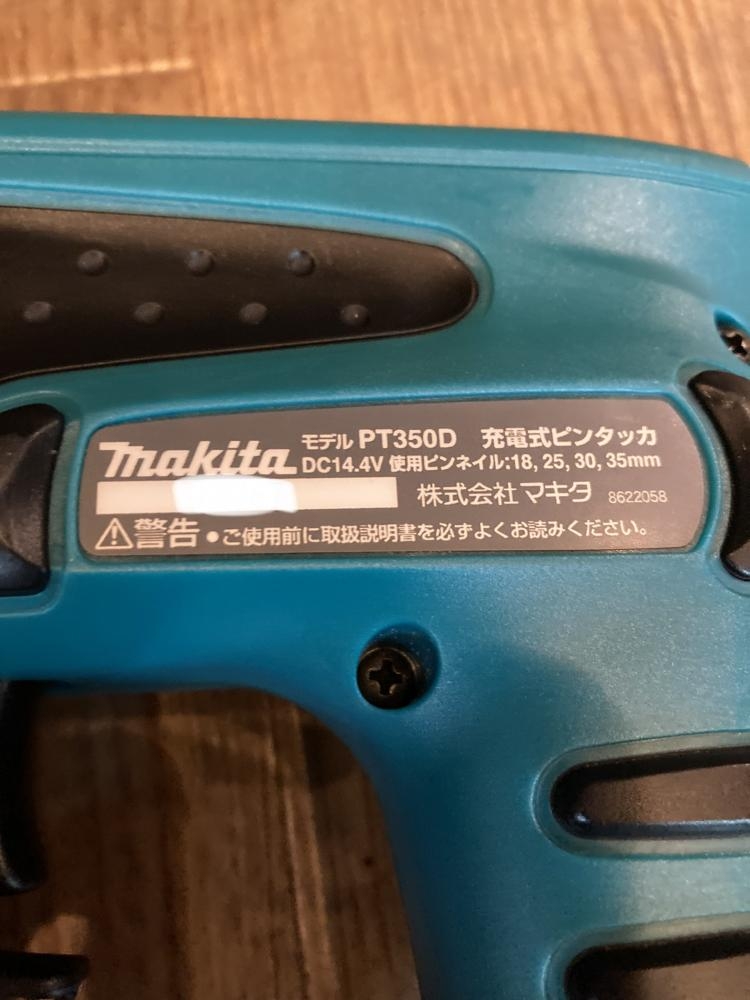 makita モデル PT350D 充電式ピンタッカ
DC14.4V 使用ピンネイル:18, 25, 30, 35mm
株式会社マキタ 8622058
⚠警告 ●ご使用前に取扱説明書を必ずよくお読みください。